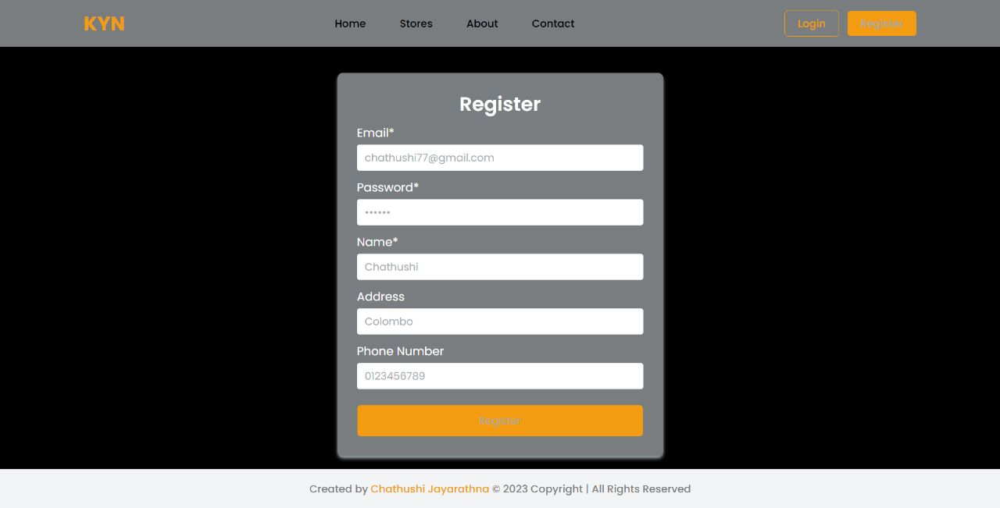 KYN Home Stores About Contact Login Register
Register
Email*
chathushi77@gmail.com
Password*
••••••
Name*
Chathushi
Address
Colombo
Phone Number
0123456789
Register
Created by Chathushi Jayarathna © 2023 Copyright | All Rights Reserved